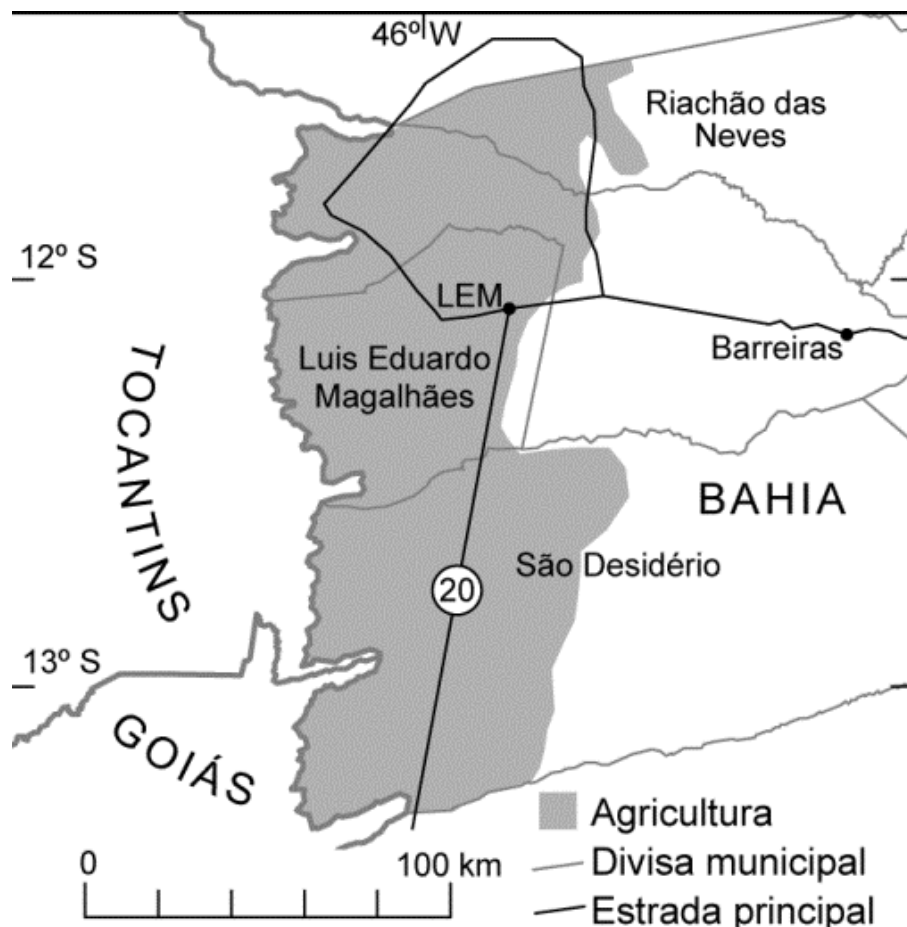 46º W
Riachão das
Neves
12º S
LEM
Luis Eduardo
Magalhães
Barreiras
TOCANTINS
BAHIA
São Desidério
20
13º S
GOIÁS
Agricultura
0
100 km
Divisa municipal
Estrada principal